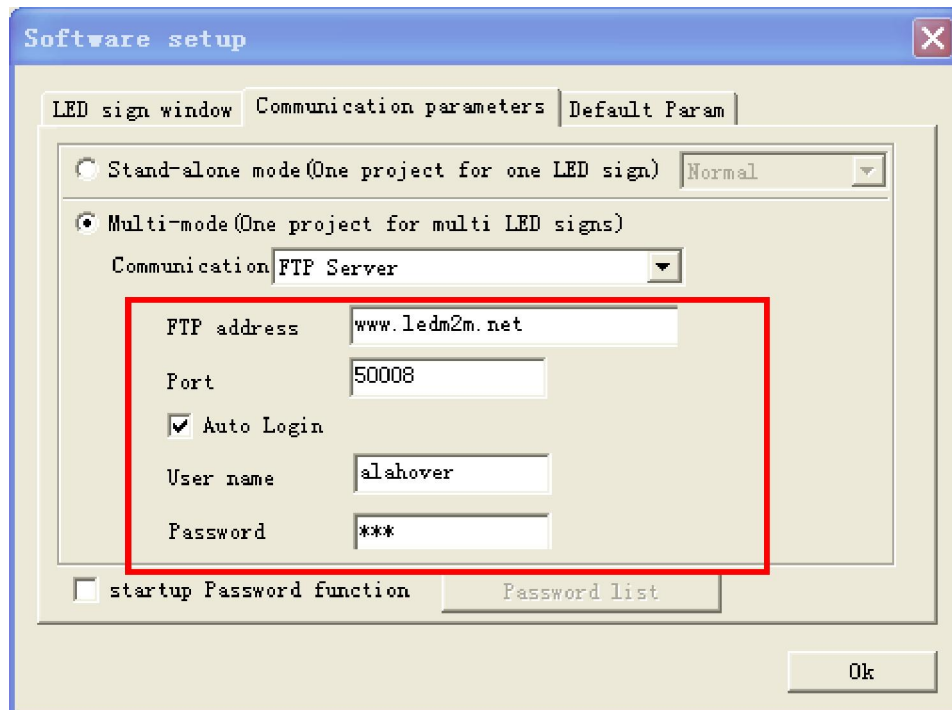 Software setup
LED sign window Communication parameters Default Param
Stand-alone mode(One project for one LED sign) Normal
Multi-mode(One project for multi LED signs)
Communication FTP Server
FTP address www.ledm2m.net
Port 50008
Auto Login
User name alahover
Password ***
startup Password function Password list
Ok